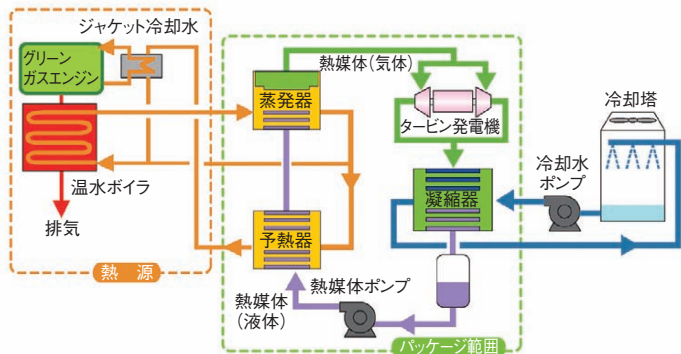 ジャケット冷却水
グリーン
ガスエンジン
温水ボイラ
排気
熱 源
熱媒体(気体)
蒸発器
タービン発電機
凝縮器
予熱器
熱媒体ポンプ
熱媒体
(液体)
パッケージ範囲
冷却塔
冷却水
ポンプ